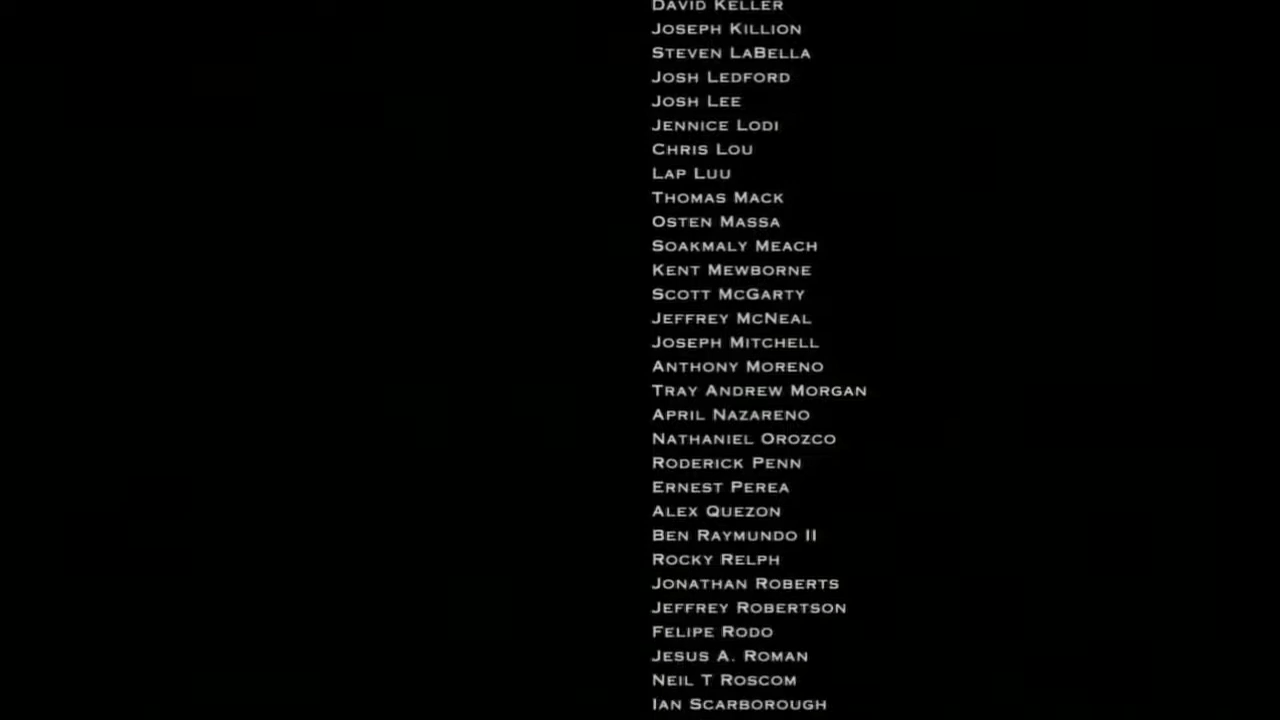 DAVID KELLER
JOSEPH KILLION
STEVEN LABELLA
JOSH LEDFORD
JOSH LEE
JENNICE LODI
CHRIS LOU
LAP LUU
THOMAS MACK
OSTEN MASSA
SOAKMALY MEACH
KENT MEWBORNE
SCOTT MCGARTY
JEFFREY MCNEAL
JOSEPH MITCHELL
ANTHONY MORENO
TRAY ANDREW MORGAN
APRIL NAZARENO
NATHANIEL OROZCO
RODERICK PENN
ERNEST PEREA
ALEX QUEZON
BEN RAYMUNDO II
ROCKY RELPH
JONATHAN ROBERTS
JEFFREY ROBERTSON
FELIPE RODO
JESUS A. ROMAN
NEIL T ROSCOM
IAN SCARBOROUGH